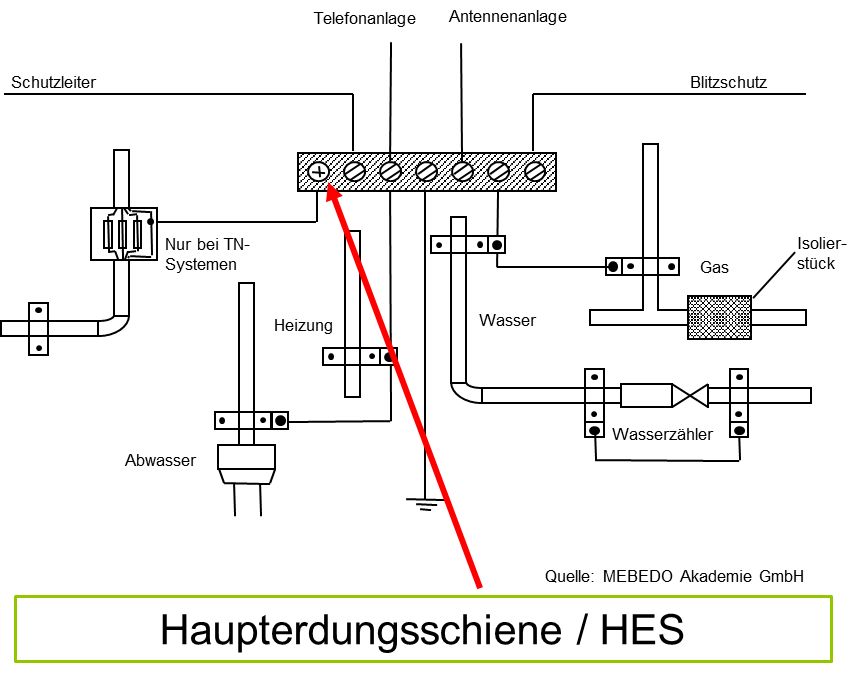 Telefonanlage
Antennenanlage
Schutzleiter
Blitzschutz
Nur bei TN-
Systemen
Isolier-
stück
Gas
Heizung
Wasser
Wasserzähler
Abwasser
Quelle: MEBEDO Akademie GmbH
Haupterdungsschiene / HES